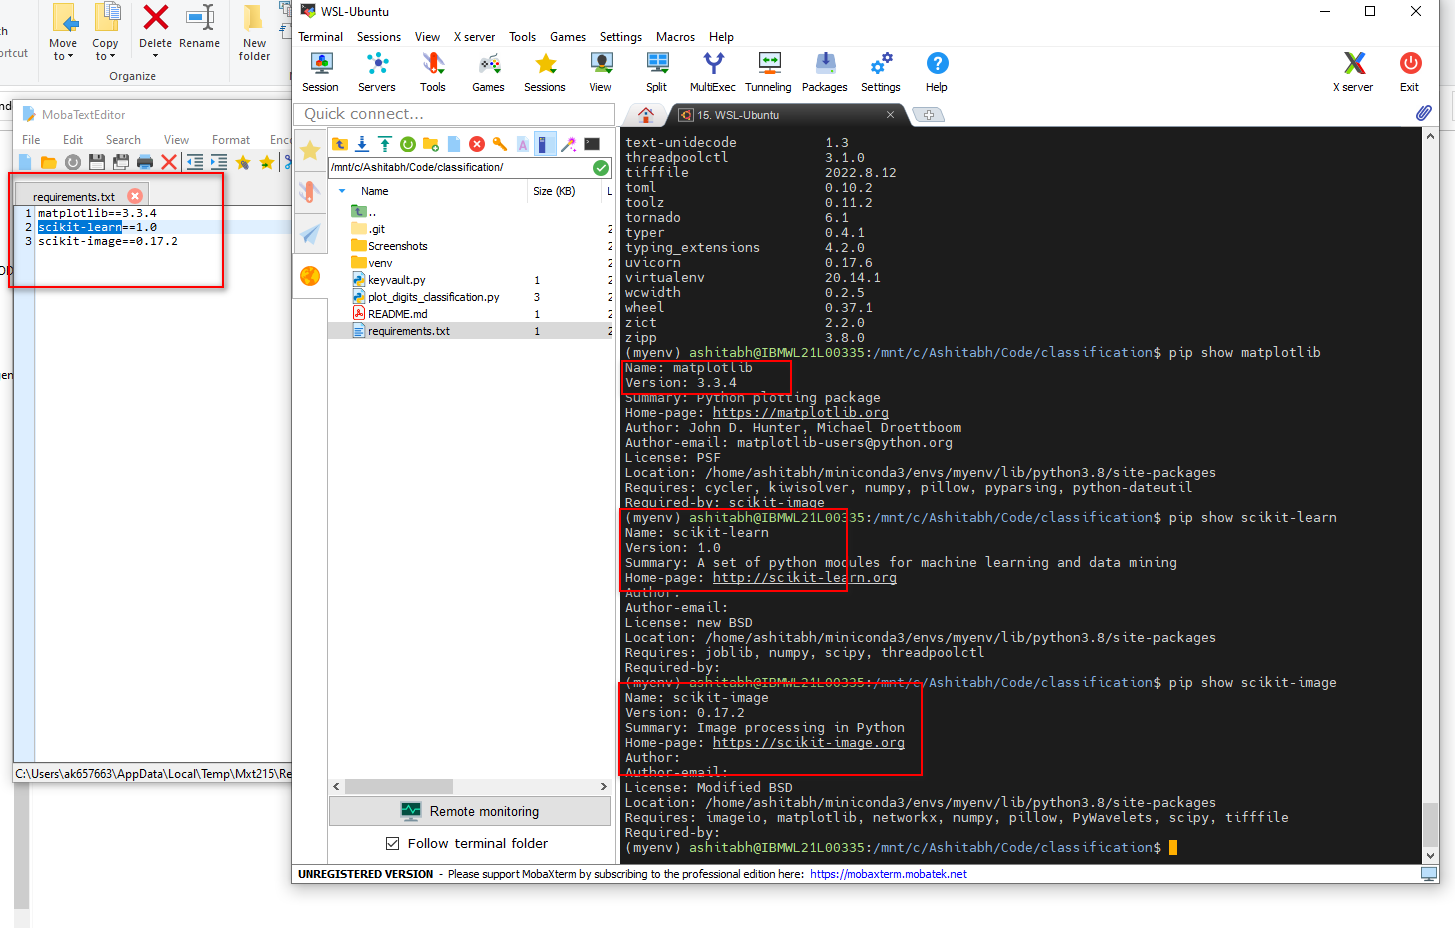 Move
to
Copy
to
Delete
Rename
New
folder
Organize
ortcut
MobaTextEditor
File Edit Search View Format Enc
requirements.txt
1 matplotlib==3.3.4
2 scikit-learn==1.0
3 scikit-image==0.17.2
C:\Users\ak657663\AppData\Local\Temp\Mxt215\Re
WSL-Ubuntu
Terminal Sessions View X server Tools Games Settings Macros Help
Session Servers Tools Games Sessions View Split MultiExec Tunneling Packages Settings Help X server Exit
Quick connect...
15. WSL-Ubuntu
/mnt/c/Ashitabh/Code/classification/
Name Size (KB) L
..
.git 2
Screenshots 2
venv 2
keyvault.py 1 2
plot_digits_classification.py 3 2
README.md 1 2
requirements.txt 1 2
Remote monitoring
Follow terminal folder
text-unidecode 1.3
threadpoolctl 3.1.0
tifffile 2022.8.12
toml 0.10.2
toolz 0.11.2
tornado 6.1
typer 0.4.1
typing_extensions 4.2.0
uvicorn 0.17.6
virtualenv 20.14.1
wcwidth 0.2.5
wheel 0.37.1
zict 2.2.0
zipp 3.8.0
(myenv) ashitabh@IBMWL21L00335:/mnt/c/Ashitabh/Code/classification$ pip show matplotlib
Name: matplotlib
Version: 3.3.4
Summary: Python plotting package
Home-page: https://matplotlib.org
Author: John D. Hunter, Michael Droettboom
Author-email: matplotlib-users@python.org
License: PSF
Location: /home/ashitabh/miniconda3/envs/myenv/lib/python3.8/site-packages
Requires: cycler, kiwisolver, numpy, pillow, pyparsing, python-dateutil
Required-by: scikit-image
(myenv) ashitabh@IBMWL21L00335:/mnt/c/Ashitabh/Code/classification$ pip show scikit-learn
Name: scikit-learn
Version: 1.0
Summary: A set of python modules for machine learning and data mining
Home-page: http://scikit-learn.org
Author:
Author-email:
License: new BSD
Location: /home/ashitabh/miniconda3/envs/myenv/lib/python3.8/site-packages
Requires: joblib, numpy, scipy, threadpoolctl
Required-by:
(myenv) ashitabh@IBMWL21L00335:/mnt/c/Ashitabh/Code/classification$ pip show scikit-image
Name: scikit-image
Version: 0.17.2
Summary: Image processing in Python
Home-page: https://scikit-image.org
Author:
Author-email:
License: Modified BSD
Location: /home/ashitabh/miniconda3/envs/myenv/lib/python3.8/site-packages
Requires: imageio, matplotlib, networkx, numpy, pillow, PyWavelets, scipy, tifffile
Required-by:
(myenv) ashitabh@IBMWL21L00335:/mnt/c/Ashitabh/Code/classification$
UNREGISTERED VERSION - Please support MobaXterm by subscribing to the professional edition here: https://mobaxterm.mobatek.net